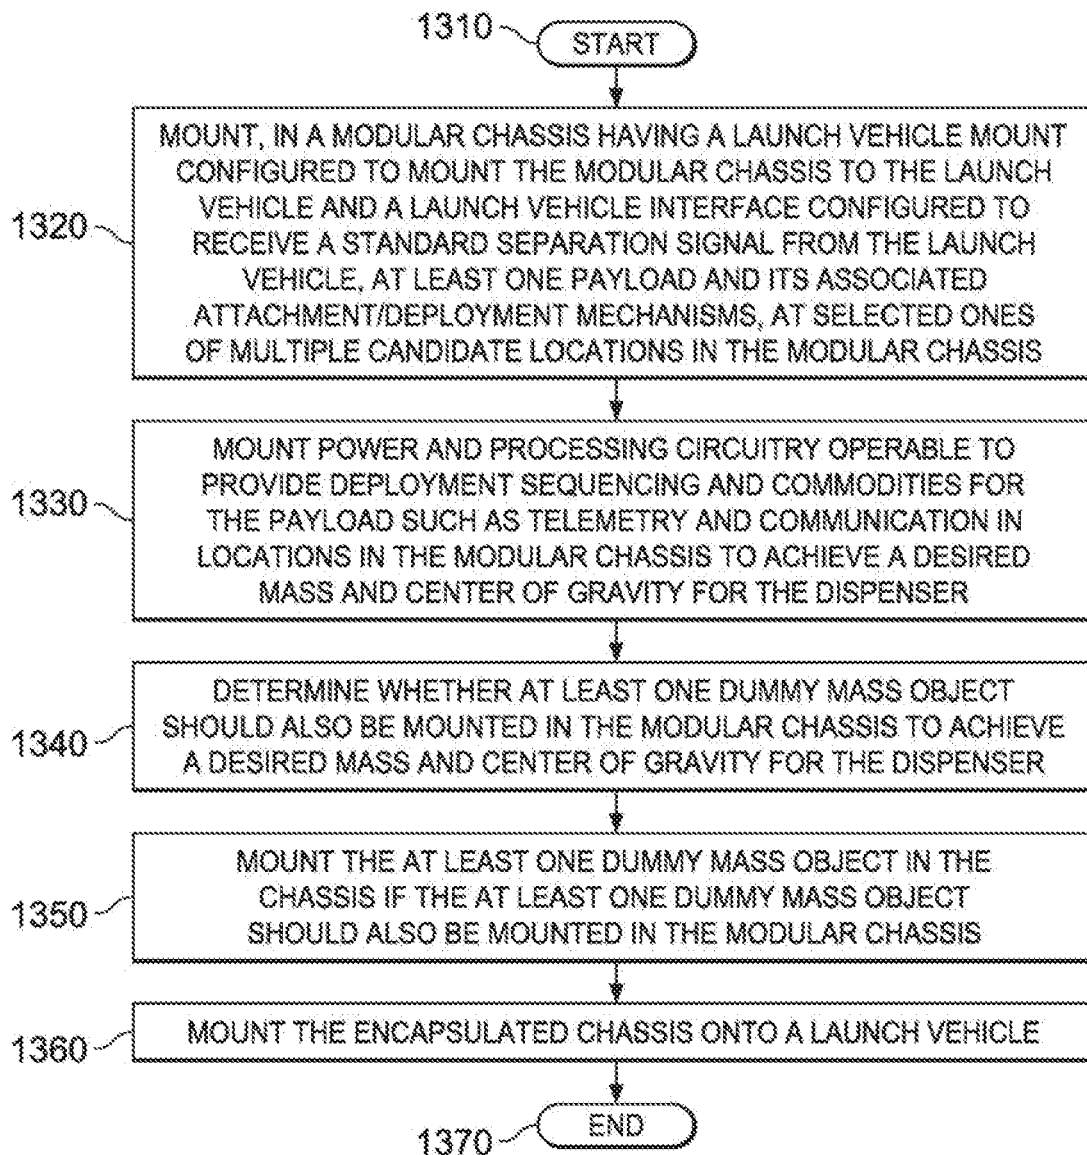 1310
START
MOUNT, IN A MODULAR CHASSIS HAVING A LAUNCH VEHICLE MOUNT
CONFIGURED TO MOUNT THE MODULAR CHASSIS TO THE LAUNCH
VEHICLE AND A LAUNCH VEHICLE INTERFACE CONFIGURED TO
1320
RECEIVE A STANDARD SEPARATION SIGNAL FROM THE LAUNCH
VEHICLE, AT LEAST ONE PAYLOAD AND ITS ASSOCIATED
ATTACHMENT/DEPLOYMENT MECHANISMS, AT SELECTED ONES
OF MULTIPLE CANDIDATE LOCATIONS IN THE MODULAR CHASSIS
MOUNT POWER AND PROCESSING CIRCUITRY OPERABLE TO
1330
PROVIDE DEPLOYMENT SEQUENCING AND COMMODITIES FOR
THE PAYLOAD SUCH AS TELEMETRY AND COMMUNICATION IN
LOCATIONS IN THE MODULAR CHASSIS TO ACHIEVE A DESIRED
MASS AND CENTER OF GRAVITY FOR THE DISPENSER
DETERMINE WHETHER AT LEAST ONE DUMMY MASS OBJECT
1340
SHOULD ALSO BE MOUNTED IN THE MODULAR CHASSIS TO ACHIEVE
A DESIRED MASS AND CENTER OF GRAVITY FOR THE DISPENSER
MOUNT THE AT LEAST ONE DUMMY MASS OBJECT IN THE
1350
CHASSIS IF THE AT LEAST ONE DUMMY MASS OBJECT
SHOULD ALSO BE MOUNTED IN THE MODULAR CHASSIS
1360
MOUNT THE ENCAPSULATED CHASSIS ONTO A LAUNCH VEHICLE
1370
END